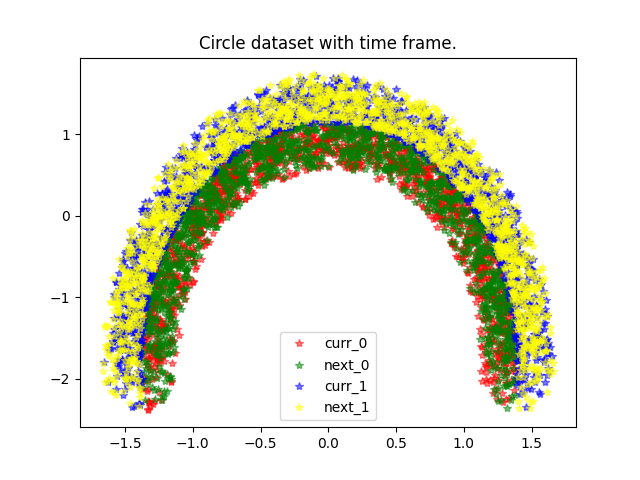 Circle dataset with time frame.
1
0
−1
−2
curr_0
next_0
curr_1
next_1
−1.5
−1.0
−0.5
0.0
0.5
1.0
1.5